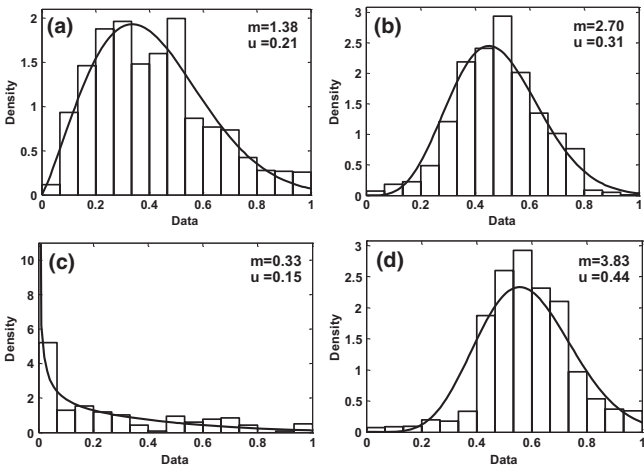 (a)
m=1.38
u =0.21
Density
2
1.5
1
0.5
0
0 0.2 0.4 0.6 0.8 1
Data
(b)
m=2.70
u =0.31
Density
3
2.5
2
1.5
1
0.5
0
0 0.2 0.4 0.6 0.8 1
Data
(c)
m=0.33
u =0.15
Density
10
8
6
4
2
0
0 0.2 0.4 0.6 0.8 1
Data
(d)
m=3.83
u =0.44
Density
3
2.5
2
1.5
1
0.5
0
0 0.2 0.4 0.6 0.8 1
Data